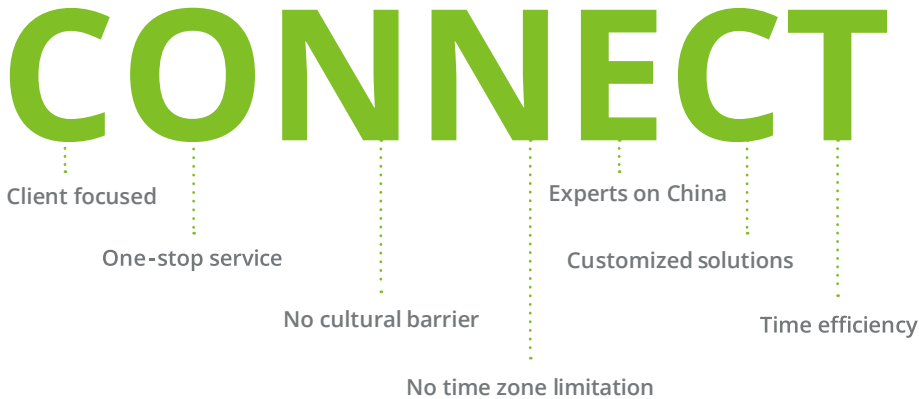 CONNECT
Client focused
One-stop service
No cultural barrier
No time zone limitation
Experts on China
Customized solutions
Time efficiency